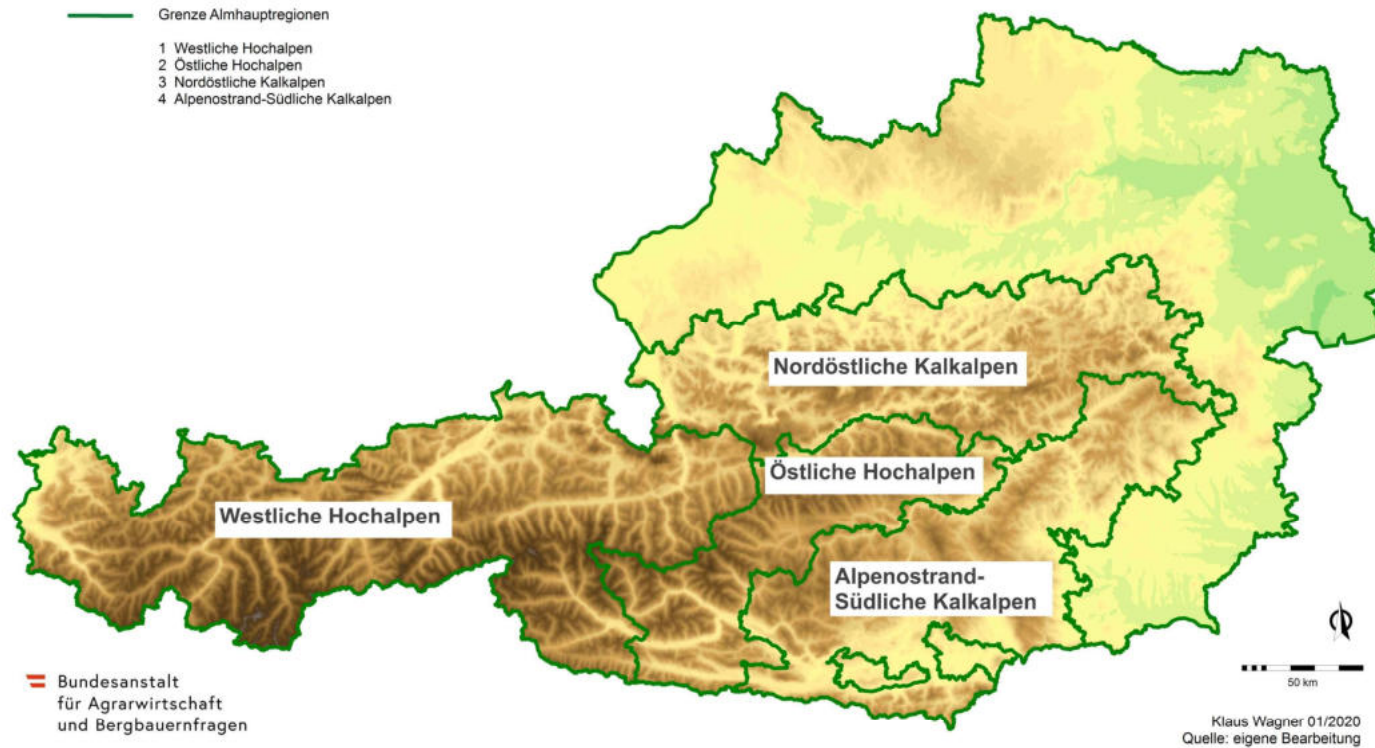 Grenze Almhauptregionen
1 Westliche Hochalpen
2 Östliche Hochalpen
3 Nordöstliche Kalkalpen
4 Alpenostrand-Südliche Kalkalpen
Nordöstliche Kalkalpen
Östliche Hochalpen
Westliche Hochalpen
Alpenostrand-
Südliche Kalkalpen
50 km
Bundesanstalt
für Agrarwirtschaft
und Bergbauernfragen
Klaus Wagner 01/2020
Quelle: eigene Bearbeitung